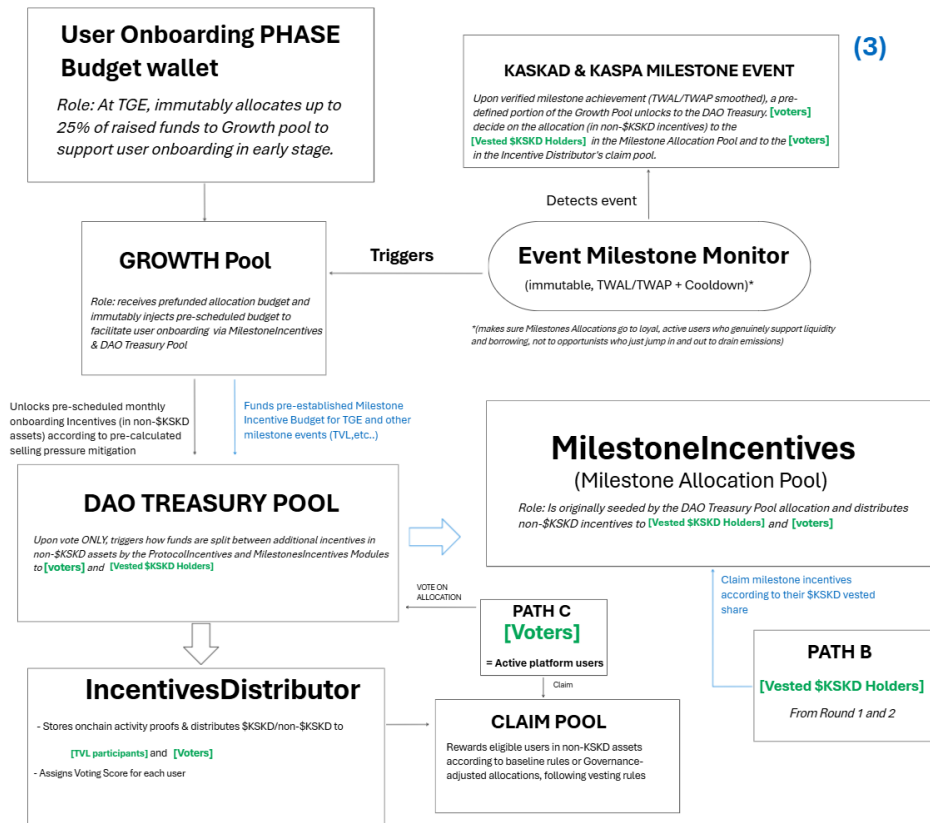 User Onboarding PHASE
Budget wallet
Role: At TGE, immutably allocates up to
25% of raised funds to Growth pool to
support user onboarding in early stage.
(3)
KASKAD & KASPA MILESTONE EVENT
Upon verified milestone achievement (TWAL/TWAP smoothed), a pre-
defined portion of the Growth Pool unlocks to the DAO Treasury. [voters]
decide on the allocation (in non-$KSKD incentives) to the
[Vested $KSKD Holders] in the Milestone Allocation Pool and to the [voters]
in the Incentive Distributor's claim pool.
Detects event
GROWTH Pool
Role: receives prefunded allocation budget and
immutably injects pre-scheduled budget to
facilitate user onboarding via MilestoneIncentives
& DAO Treasury Pool
Triggers
Event Milestone Monitor
(immutable, TWAL/TWAP + Cooldown)*
*(makes sure Milestones Allocations go to loyal, active users who genuinely support liquidity
and borrowing, not to opportunists who just jump in and out to drain emissions)
Unlocks pre-scheduled monthly
onboarding Incentives (in non-$KSKD
assets) according to pre-calculated
selling pressure mitigation
Funds pre-established Milestone
Incentive Budget for TGE and other
milestone events (TVL,etc..)
MilestoneIncentives
(Milestone Allocation Pool)
Role: Is originally seeded by the DAO Treasury Pool allocation and distributes
non-$KSKD incentives to [Vested $KSKD Holders] and [voters]
DAO TREASURY POOL
Upon vote ONLY, triggers how funds are split between additional incentives in
non-$KSKD assets by the ProtocolIncentives and MilestonesIncentives Modules
to [voters] and [Vested $KSKD Holders]
VOTE ON
ALLOCATION
PATH C
[Voters]
= Active platform users
Claim
Claim milestone incentives
according to their $KSKD vested
share
PATH B
[Vested $KSKD Holders]
From Round 1 and 2
IncentivesDistributor
- Stores onchain activity proofs & distributes $KSKD/non-$KSKD to
[TVL participants] and [Voters]
- Assigns Voting Score for each user
CLAIM POOL
Rewards eligible users in non-KSKD assets
according to baseline rules or Governance-
adjusted allocations, following vesting rules